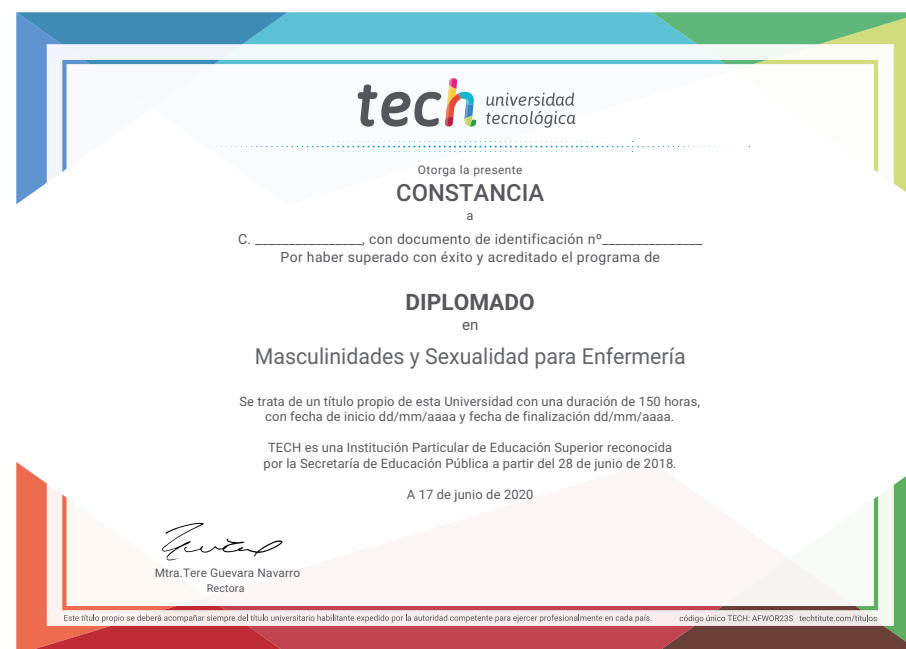 tech universidad
tecnológica
Otorga la presente
CONSTANCIA
a
C. ________________, con documento de identificación nº_______________
Por haber superado con éxito y acreditado el programa de
DIPLOMADO
en
Masculinidades y Sexualidad para Enfermería
Se trata de un título propio de esta Universidad con una duración de 150 horas,
con fecha de inicio dd/mm/aaaa y fecha de finalización dd/mm/aaaa.
TECH es una Institución Particular de Educación Superior reconocida
por la Secretaría de Educación Pública a partir del 28 de junio de 2018.
A 17 de junio de 2020
Mtra.Tere Guevara Navarro
Rectora
Este título propio se deberá acompañar siempre del título universitario habilitante expedido por la autoridad competente para ejercer profesionalmente en cada país. código único TECH: AFWOR23S techtitute.com/titulos